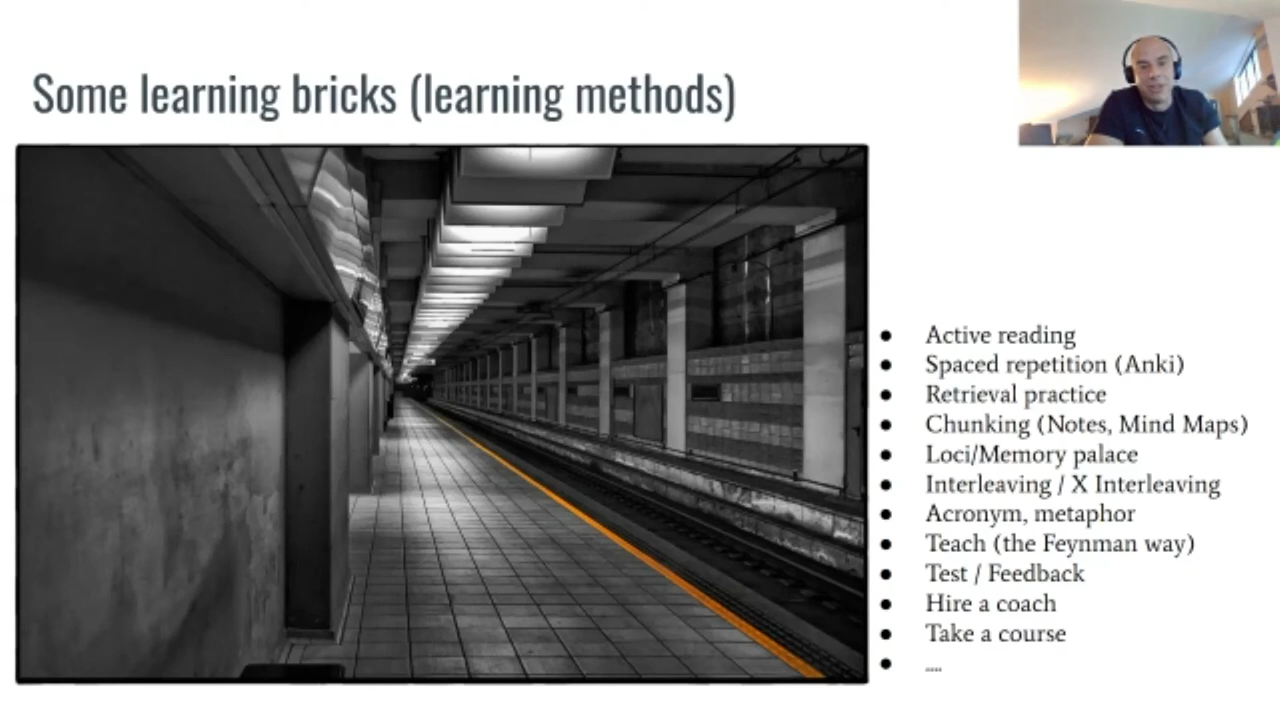 Some learning bricks (learning methods)
● Active reading
● Spaced repetition (Anki)
● Retrieval practice
● Chunking (Notes, Mind Maps)
● Loci/Memory palace
● Interleaving / X Interleaving
● Acronym, metaphor
● Teach (the Feynman way)
● Test / Feedback
● Hire a coach
● Take a course
● ....